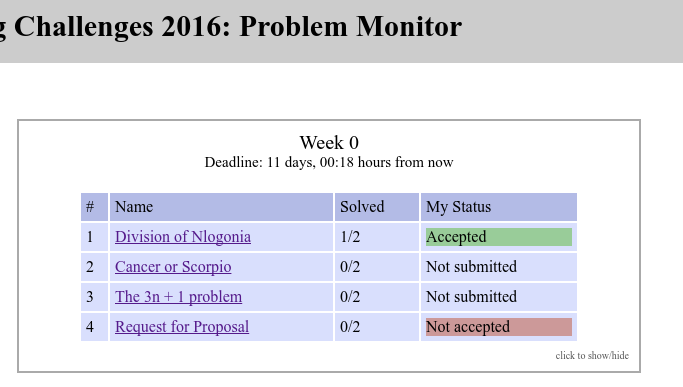 g Challenges 2016: Problem Monitor
Week 0
Deadline: 11 days, 00:18 hours from now
# Name Solved My Status
1 Division of Nlogonia 1/2 Accepted
2 Cancer or Scorpio 0/2 Not submitted
3 The 3n + 1 problem 0/2 Not submitted
4 Request for Proposal 0/2 Not accepted
click to show/hide